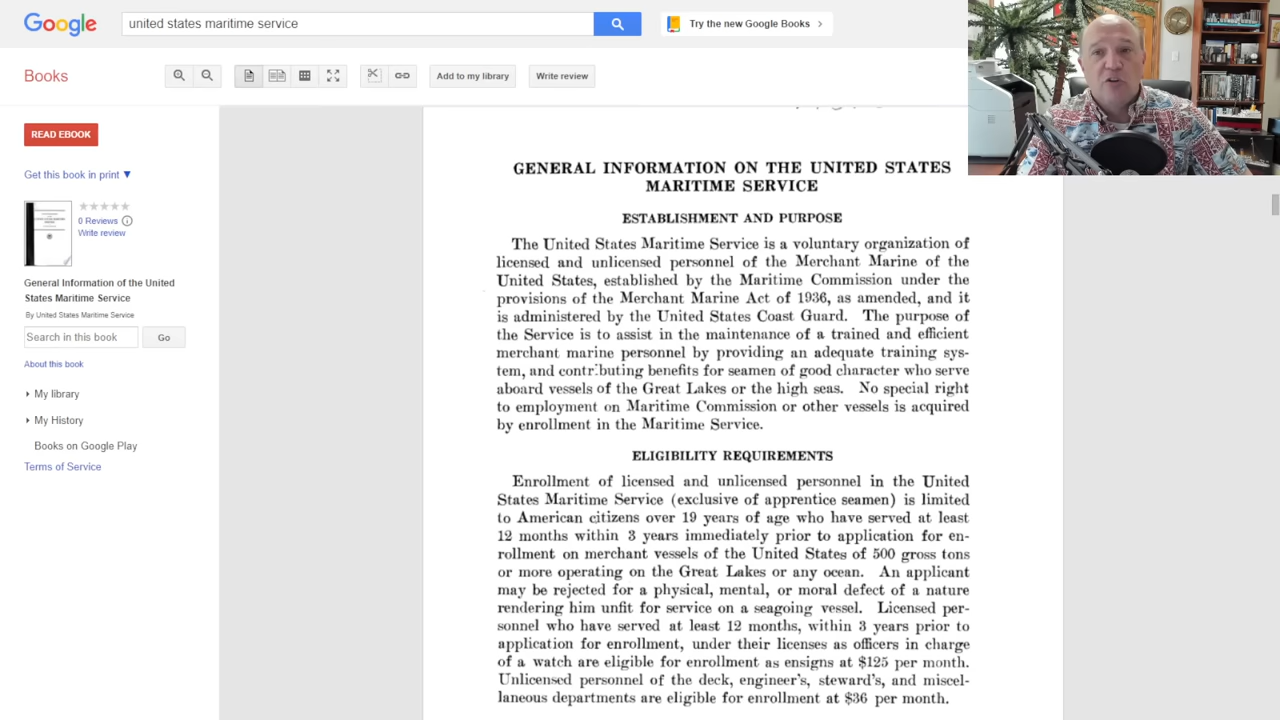 Google
united states maritime service
Try the new Google Books
Books
Add to my library
Write review
READ EBOOK
Get this book in print ▼
0 Reviews
Write review
General Information of the United
States Maritime Service
By United States Maritime Service
Search in this book
Go
About this book
My library
My History
Books on Google Play
Terms of Service
GENERAL INFORMATION ON THE UNITED STATES
MARITIME SERVICE
ESTABLISHMENT AND PURPOSE
The United States Maritime Service is a voluntary organization of
licensed and unlicensed personnel of the Merchant Marine of the
United States, established by the Maritime Commission under the
provisions of the Merchant Marine Act of 1936, as amended, and it
is administered by the United States Coast Guard. The purpose of
the Service is to assist in the maintenance of a trained and efficient
merchant marine personnel by providing an adequate training sys-
tem, and contributing benefits for seamen of good character who serve
aboard vessels of the Great Lakes or the high seas. No special right
to employment on Maritime Commission or other vessels is acquired
by enrollment in the Maritime Service.
ELIGIBILITY REQUIREMENTS
Enrollment of licensed and unlicensed personnel in the United
States Maritime Service (exclusive of apprentice seamen) is limited
to American citizens over 19 years of age who have served at least
12 months within 3 years immediately prior to application for en-
rollment on merchant vessels of the United States of 500 gross tons
or more operating on the Great Lakes or any ocean. An applicant
may be rejected for a physical, mental, or moral defect of a nature
rendering him unfit for service on a seagoing vessel. Licensed per-
sonnel who have served at least 12 months, within 3 years prior to
application for enrollment, under their licenses as officers in charge
of a watch are eligible for enrollment as ensigns at $125 per month.
Unlicensed personnel of the deck, engineer's, steward's, and miscel-
laneous departments are eligible for enrollment at $36 per month.